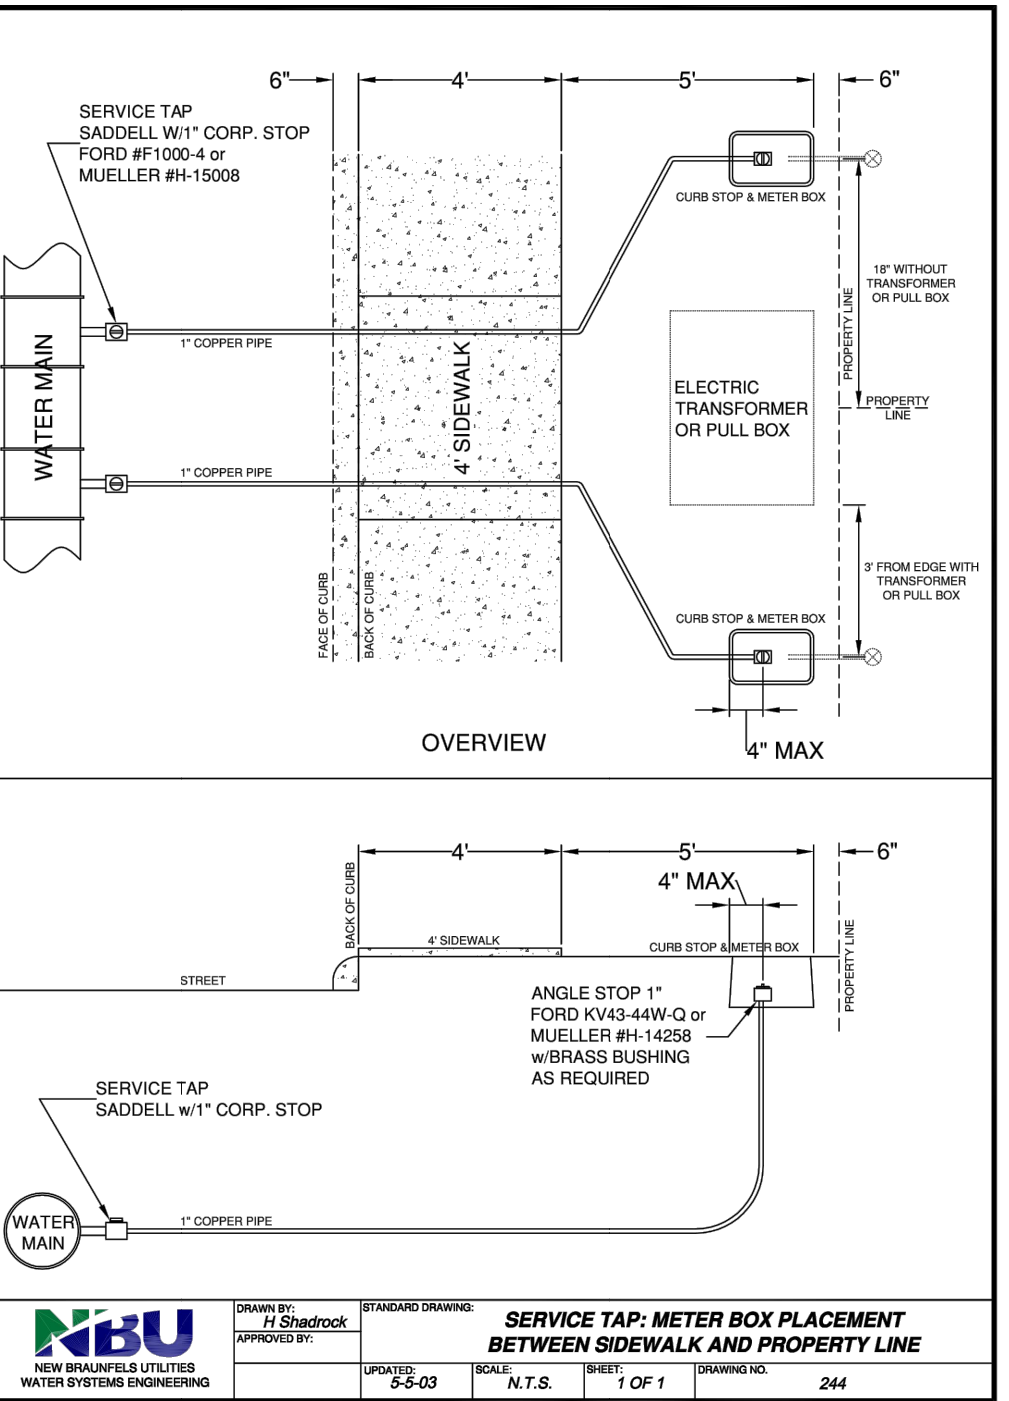 6" 4' 5' 6"
SERVICE TAP
SADDELL W/1" CORP. STOP
FORD #F1000-4 or
MUELLER #H-15008
CURB STOP & METER BOX
18" WITHOUT
TRANSFORMER
OR PULL BOX
PROPERTY LINE
WATER MAIN
1" COPPER PIPE
4' SIDEWALK
ELECTRIC
TRANSFORMER
OR PULL BOX
PROPERTY
LINE
1" COPPER PIPE
FACE OF CURB
BACK OF CURB
3' FROM EDGE WITH
TRANSFORMER
OR PULL BOX
CURB STOP & METER BOX
4" MAX
OVERVIEW
4' 5' 6"
4" MAX
BACK OF CURB
4' SIDEWALK
CURB STOP & METER BOX
PROPERTY LINE
STREET
ANGLE STOP 1"
FORD KV43-44W-Q or
MUELLER #H-14258
w/BRASS BUSHING
AS REQUIRED
SERVICE TAP
SADDELL w/1" CORP. STOP
WATER
MAIN
1" COPPER PIPE
NBU
NEW BRAUNFELS UTILITIES
WATER SYSTEMS ENGINEERING
DRAWN BY:
H Shadrock
APPROVED BY:
STANDARD DRAWING:
SERVICE TAP: METER BOX PLACEMENT
BETWEEN SIDEWALK AND PROPERTY LINE
UPDATED:
5-5-03
SCALE:
N.T.S.
SHEET:
1 OF 1
DRAWING NO.
244